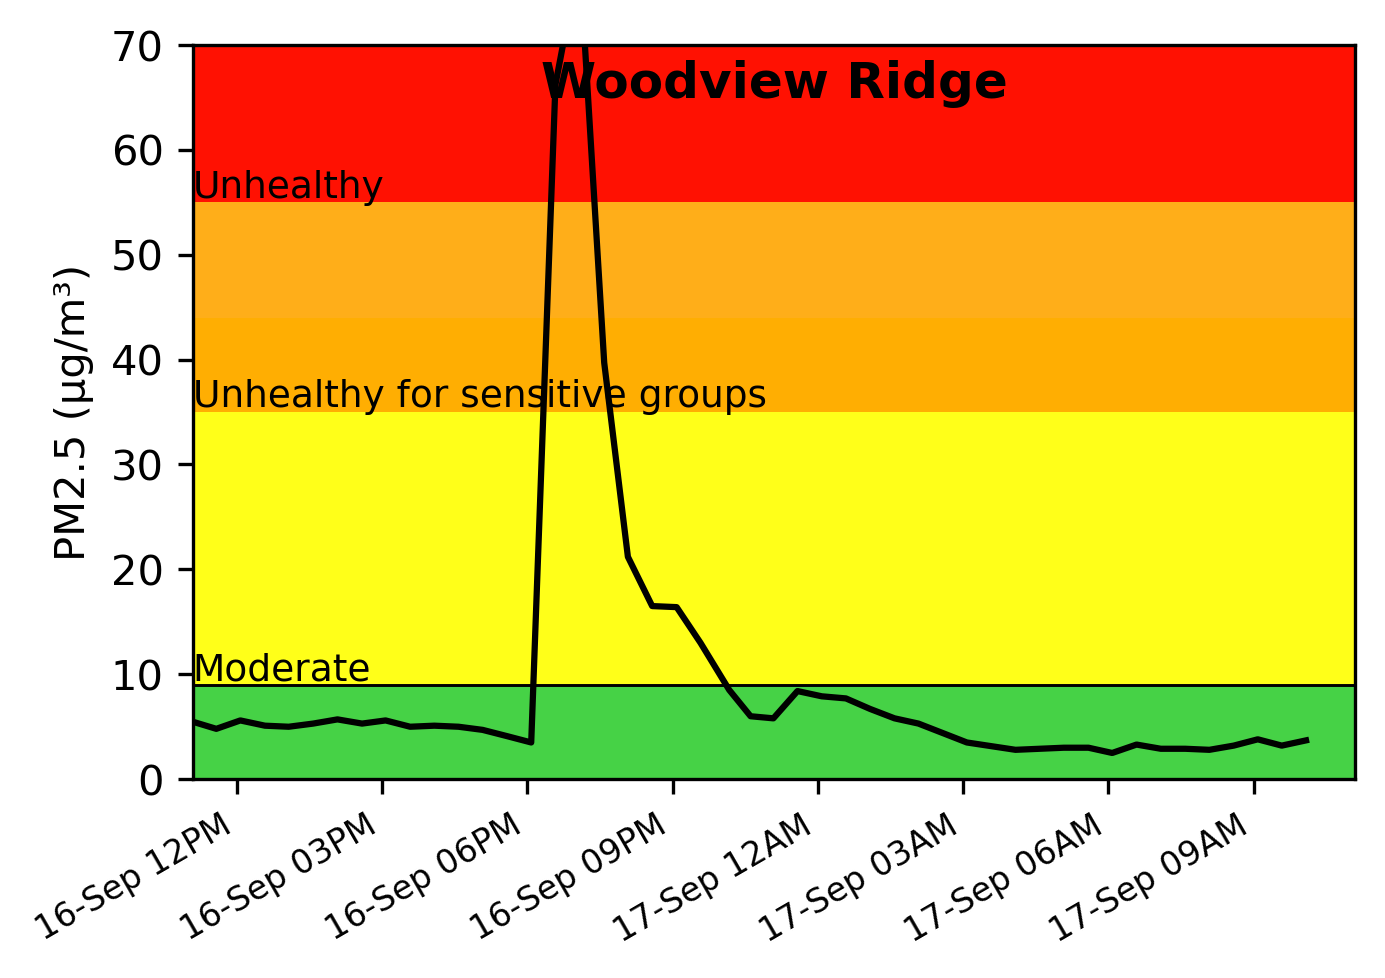 Woodview Ridge
PM2.5 (µg/m³)
70
60
50
40
30
20
10
0
Unhealthy
Unhealthy for sensitive groups
Moderate
16-Sep 12PM
16-Sep 03PM
16-Sep 06PM
16-Sep 09PM
17-Sep 12AM
17-Sep 03AM
17-Sep 06AM
17-Sep 09AM